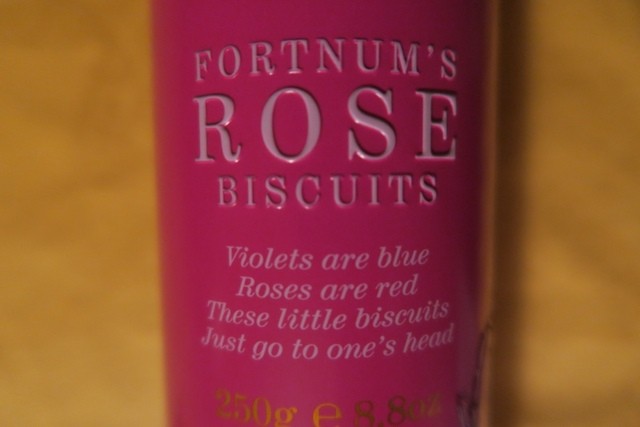 FORTNUM'S
ROSE
BISCUITS
Violets are blue
Roses are red
These little biscuits
Just go to one's head
250g e 8.8oz